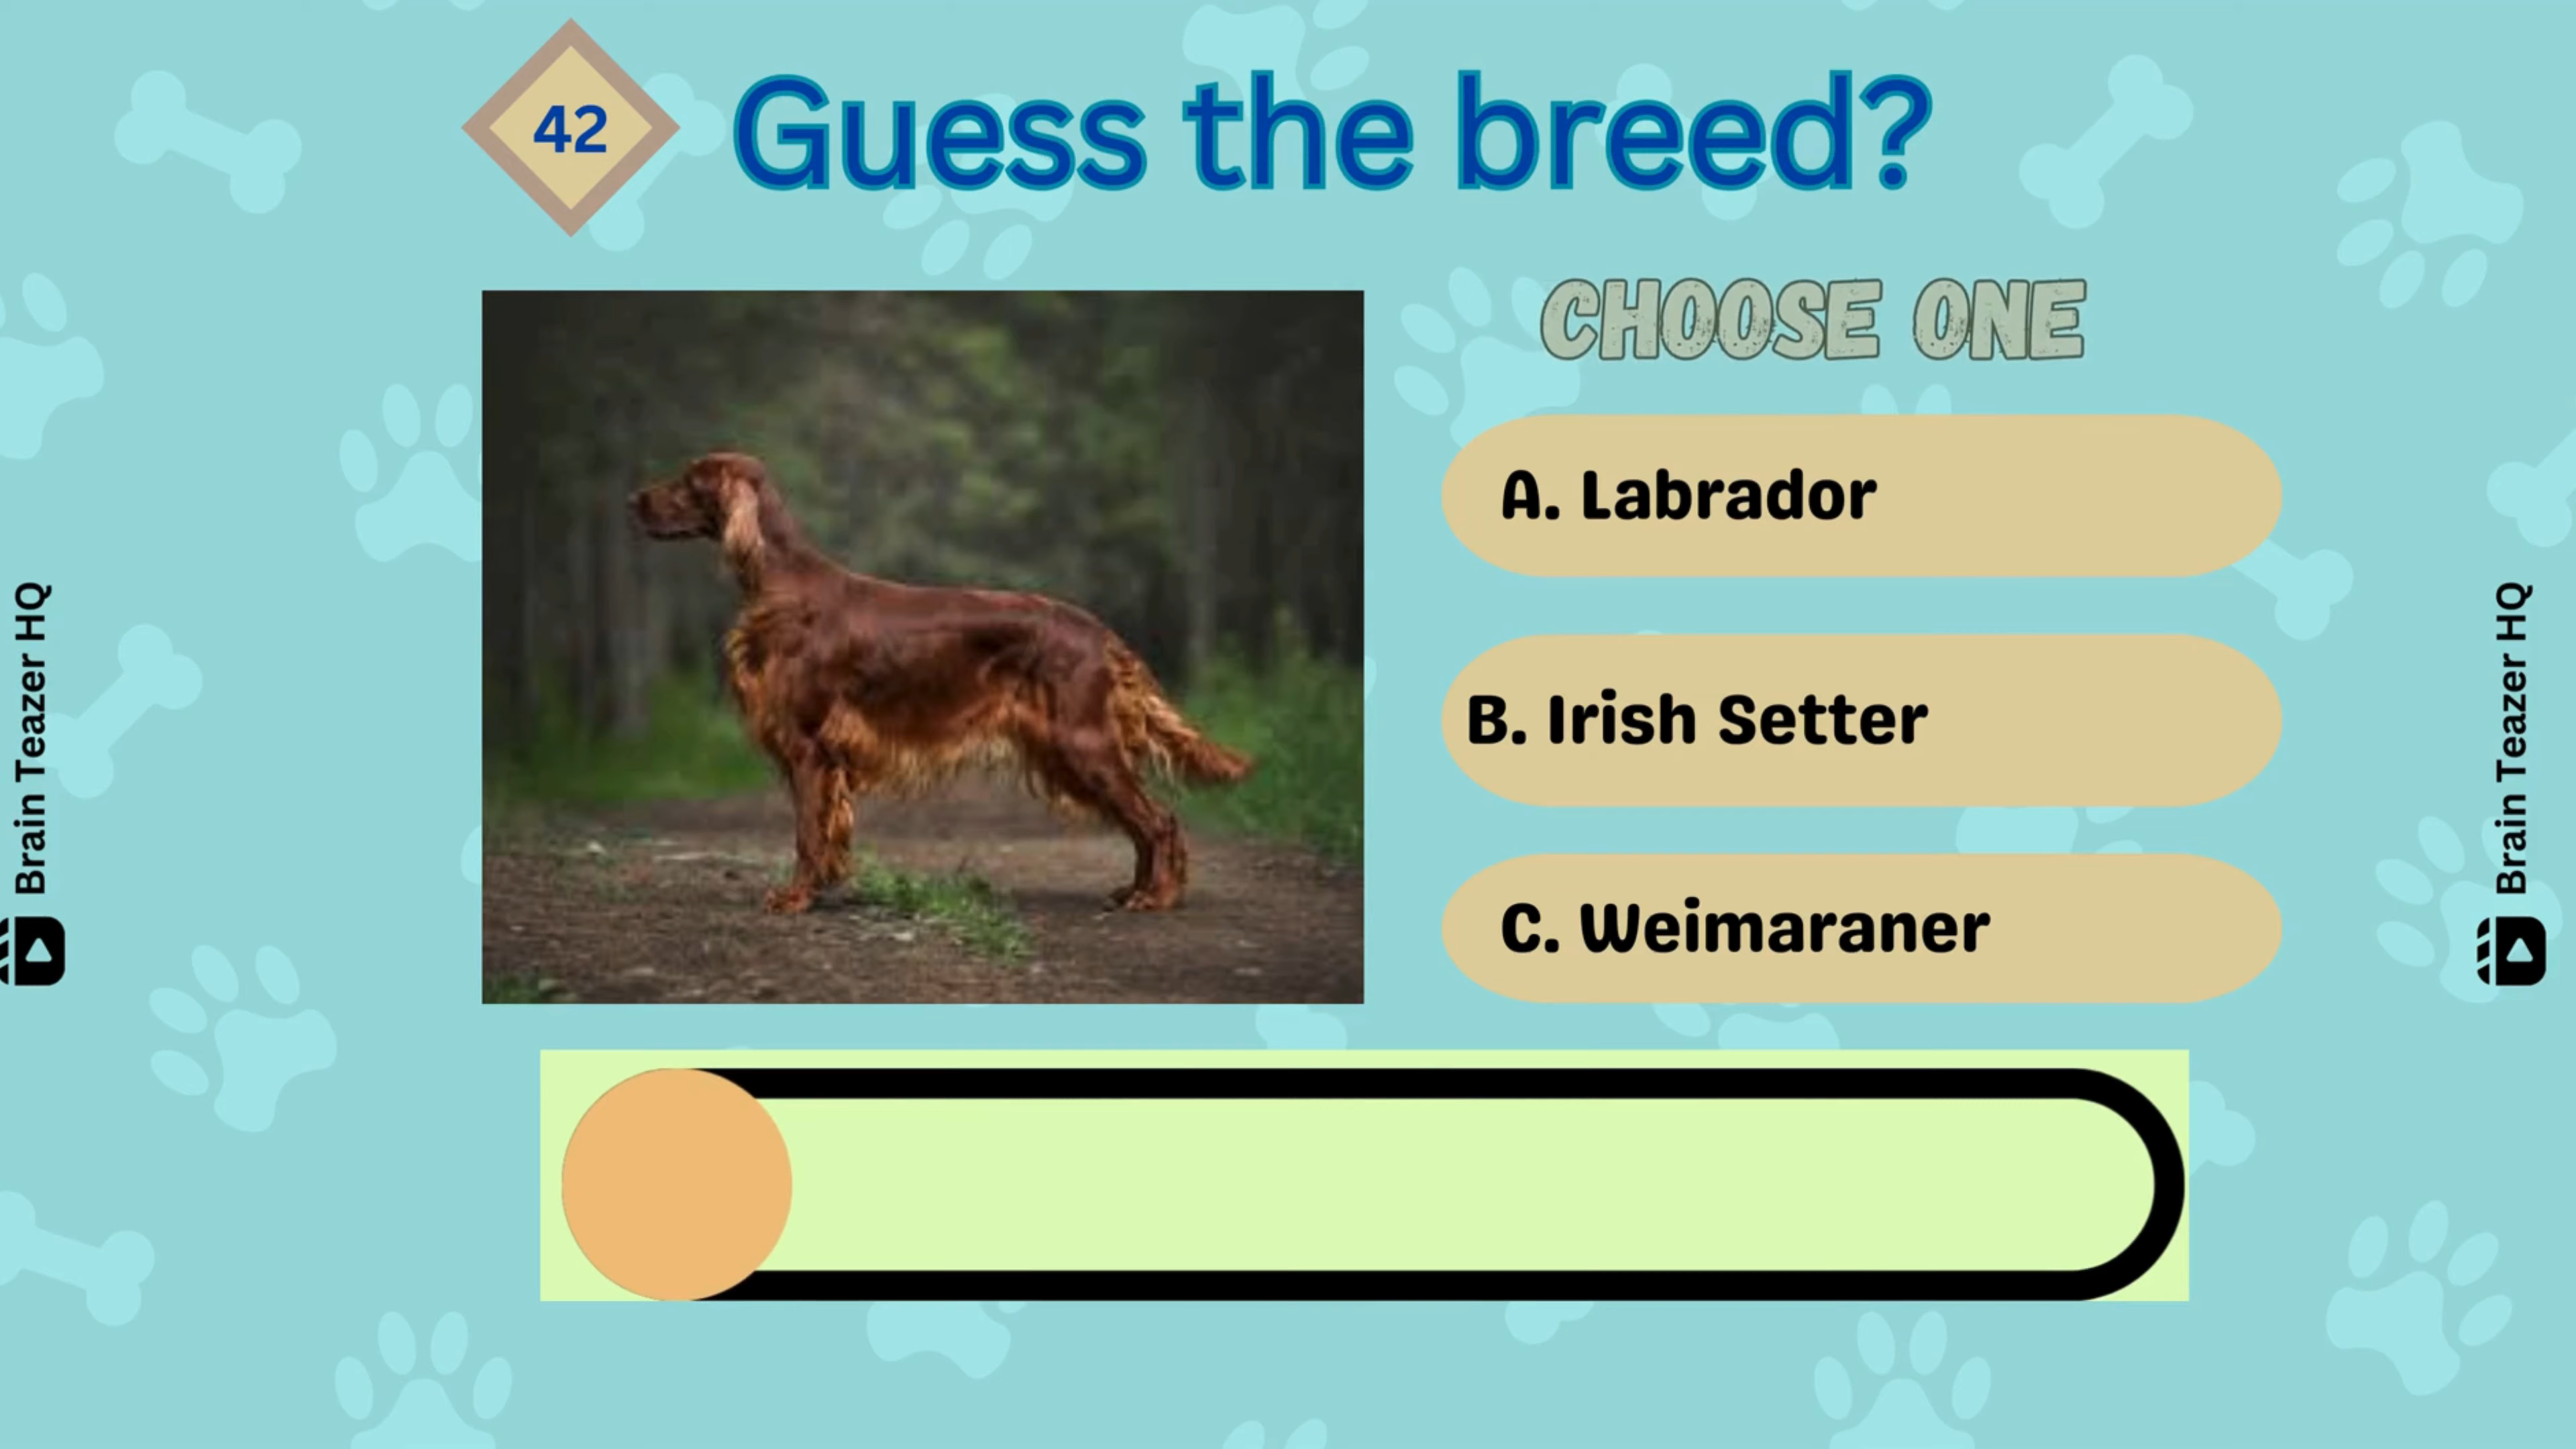 42
Guess the breed?
CHOOSE ONE
A. Labrador
B. Irish Setter
C. Weimaraner
Brain Teazer HQ
Brain Teazer HQ